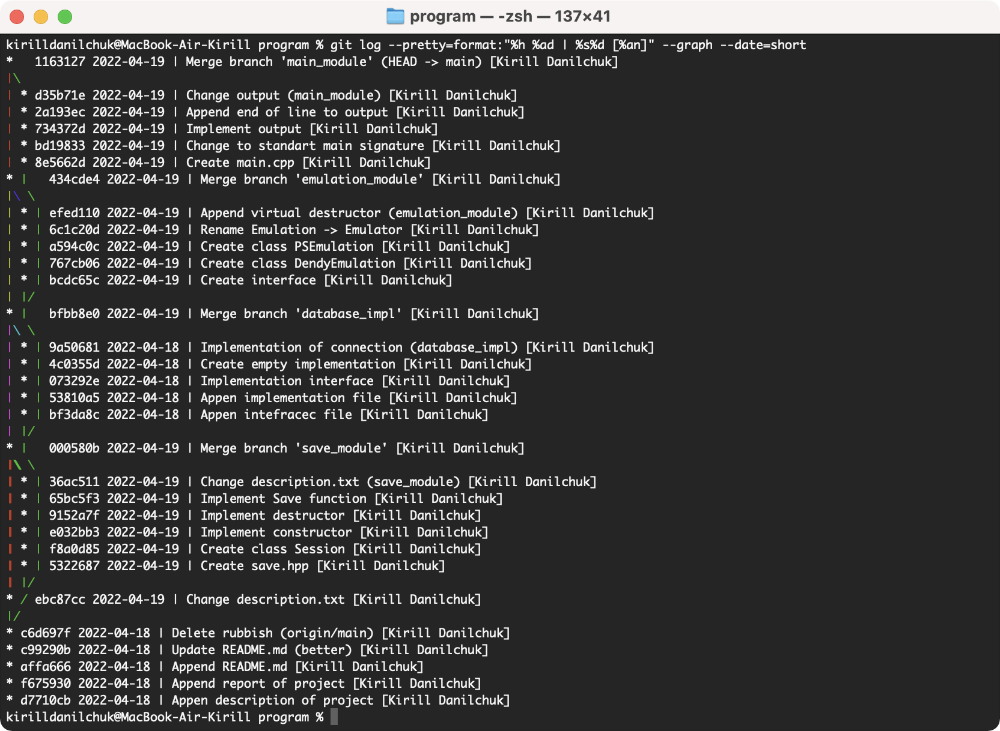 program — -zsh — 137×41
kirilldanilchuk@MacBook-Air-Kirill program % git log --pretty=format:"%h %ad | %s%d [%an]" --graph --date=short
*   1163127 2022-04-19 | Merge branch 'main_module' (HEAD -> main) [Kirill Danilchuk]
|\
| * d35b71e 2022-04-19 | Change output (main_module) [Kirill Danilchuk]
| * 2a193ec 2022-04-19 | Append end of line to output [Kirill Danilchuk]
| * 734372d 2022-04-19 | Implement output [Kirill Danilchuk]
| * bd19833 2022-04-19 | Change to standart main signature [Kirill Danilchuk]
| * 8e5662d 2022-04-19 | Create main.cpp [Kirill Danilchuk]
* |   434cde4 2022-04-19 | Merge branch 'emulation_module' [Kirill Danilchuk]
|\ \
| * | efed110 2022-04-19 | Append virtual destructor (emulation_module) [Kirill Danilchuk]
| * | 6c1c20d 2022-04-19 | Rename Emulation -> Emulator [Kirill Danilchuk]
| * | a594c0c 2022-04-19 | Create class PSEmulation [Kirill Danilchuk]
| * | 767cb06 2022-04-19 | Create class DendyEmulation [Kirill Danilchuk]
| * | bcdc65c 2022-04-19 | Create interface [Kirill Danilchuk]
| |/
* |   bfbb8e0 2022-04-19 | Merge branch 'database_impl' [Kirill Danilchuk]
|\ \
| * | 9a50681 2022-04-18 | Implementation of connection (database_impl) [Kirill Danilchuk]
| * | 4c0355d 2022-04-18 | Create empty implementation [Kirill Danilchuk]
| * | 073292e 2022-04-18 | Implementation interface [Kirill Danilchuk]
| * | 53810a5 2022-04-18 | Appen implementation file [Kirill Danilchuk]
| * | bf3da8c 2022-04-18 | Appen intefracec file [Kirill Danilchuk]
| |/
* |   000580b 2022-04-19 | Merge branch 'save_module' [Kirill Danilchuk]
|\ \
| * | 36ac511 2022-04-19 | Change description.txt (save_module) [Kirill Danilchuk]
| * | 65bc5f3 2022-04-19 | Implement Save function [Kirill Danilchuk]
| * | 9152a7f 2022-04-19 | Implement destructor [Kirill Danilchuk]
| * | e032bb3 2022-04-19 | Implement constructor [Kirill Danilchuk]
| * | f8a0d85 2022-04-19 | Create class Session [Kirill Danilchuk]
| * | 5322687 2022-04-19 | Create save.hpp [Kirill Danilchuk]
| |/
* / ebc87cc 2022-04-19 | Change description.txt [Kirill Danilchuk]
|/
* c6d697f 2022-04-18 | Delete rubbish (origin/main) [Kirill Danilchuk]
* c99290b 2022-04-18 | Update README.md (better) [Kirill Danilchuk]
* affa666 2022-04-18 | Append README.md [Kirill Danilchuk]
* f675930 2022-04-18 | Append report of project [Kirill Danilchuk]
* d7710cb 2022-04-18 | Appen description of project [Kirill Danilchuk]
kirilldanilchuk@MacBook-Air-Kirill program %